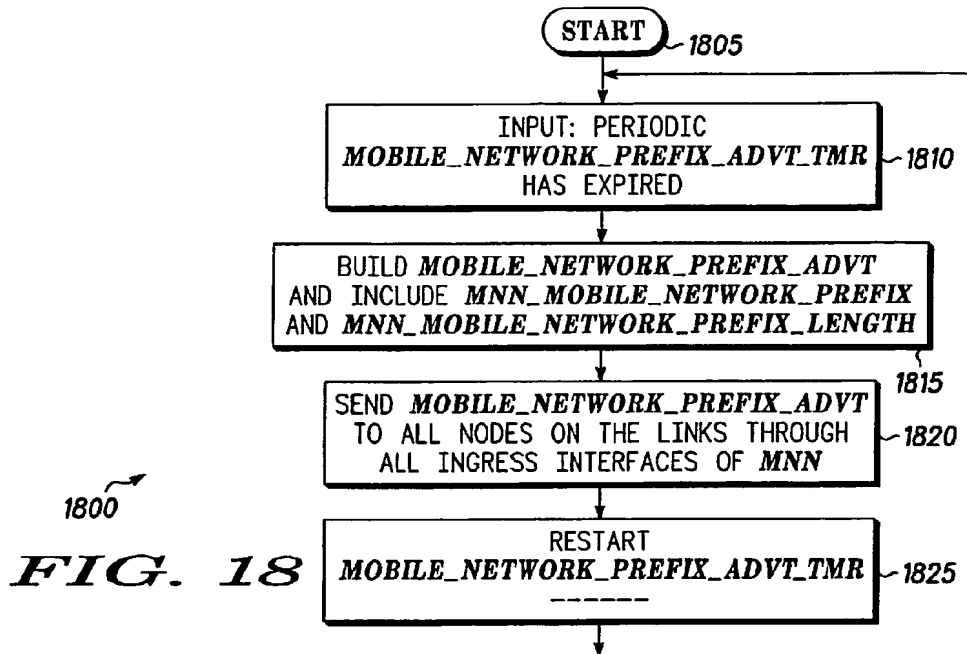 START
1805
INPUT: PERIODIC
MOBILE_NETWORK_PREFIX_ADVT_TMR
HAS EXPIRED
1810
BUILD MOBILE_NETWORK_PREFIX_ADVT
AND INCLUDE MNN_MOBILE_NETWORK_PREFIX
AND MNN_MOBILE_NETWORK_PREFIX_LENGTH
1815
SEND MOBILE_NETWORK_PREFIX_ADVT
TO ALL NODES ON THE LINKS THROUGH
ALL INGRESS INTERFACES OF MNN
1820
1800
FIG. 18
RESTART
MOBILE_NETWORK_PREFIX_ADVT_TMR
------
1825